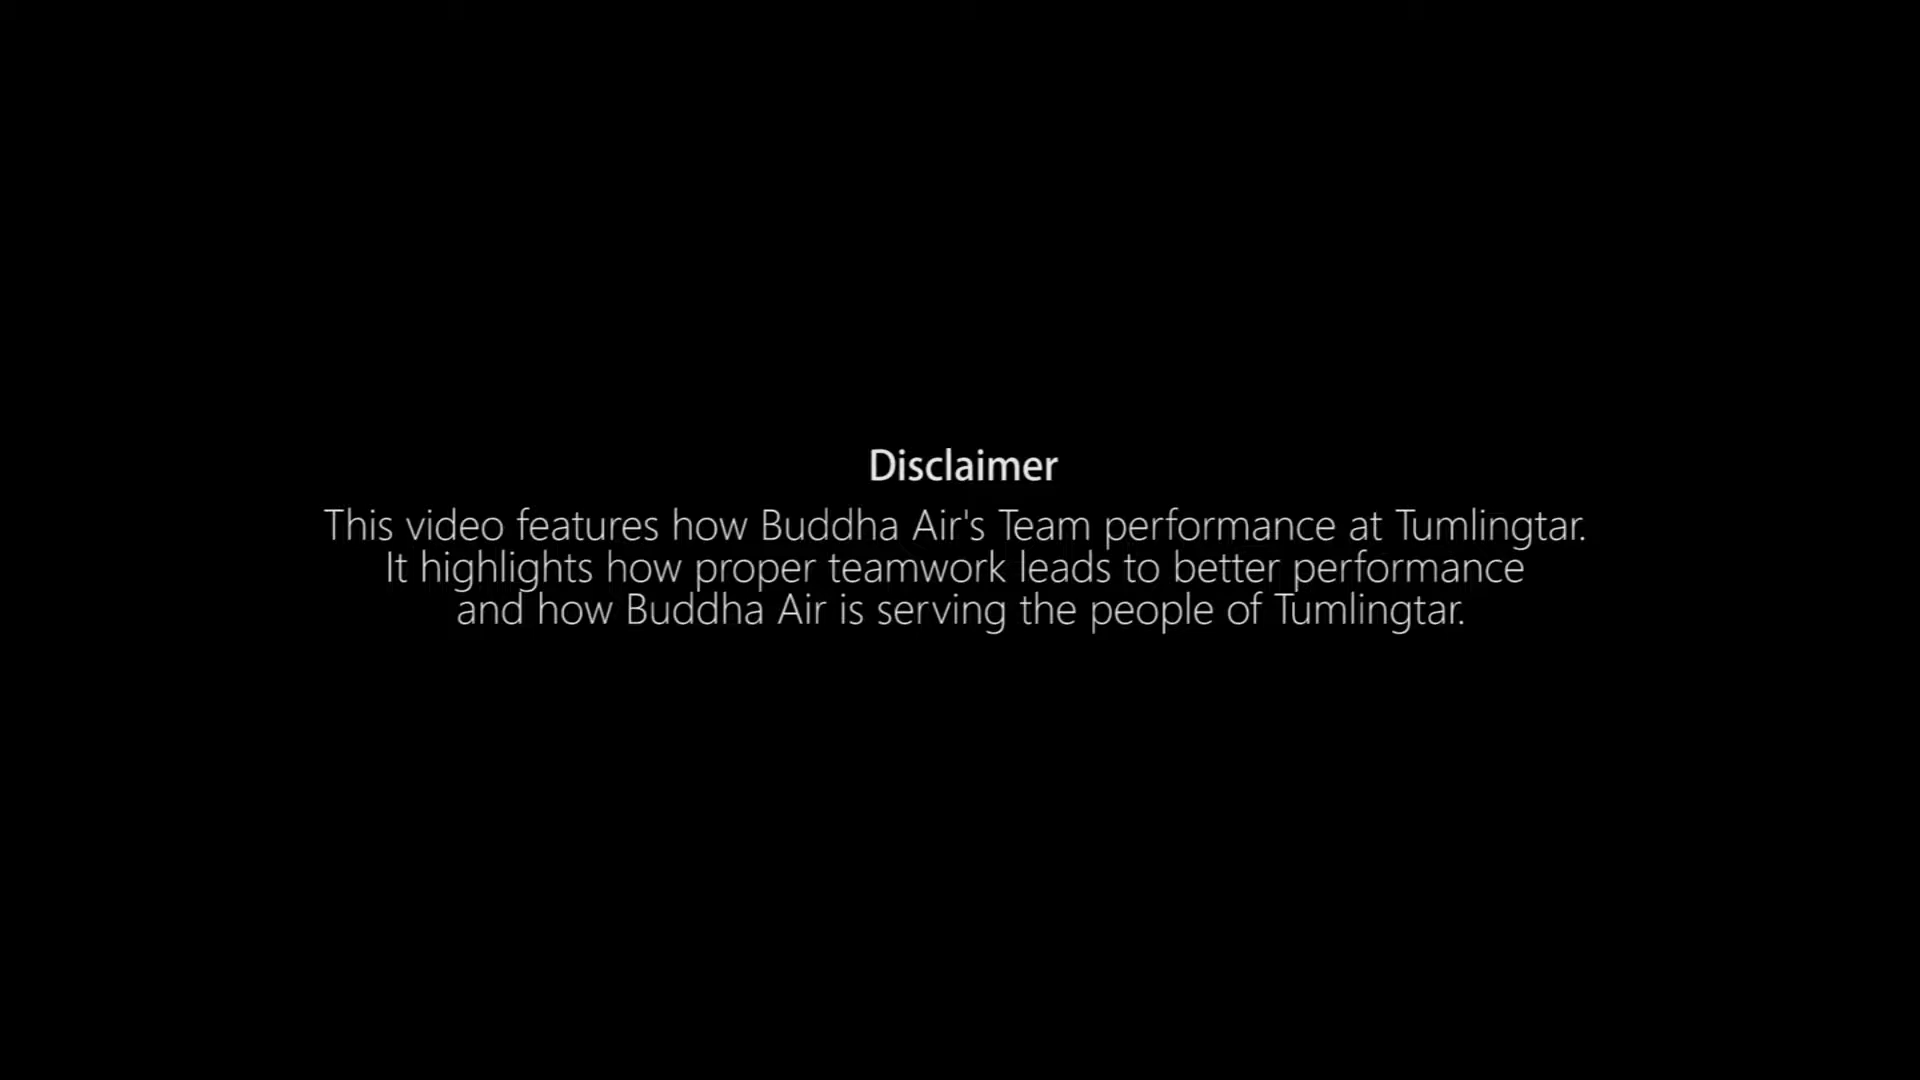 Disclaimer
This video features how Buddha Air's Team performance at Tumlingtar.
It highlights how proper teamwork leads to better performance
and how Buddha Air is serving the people of Tumlingtar.